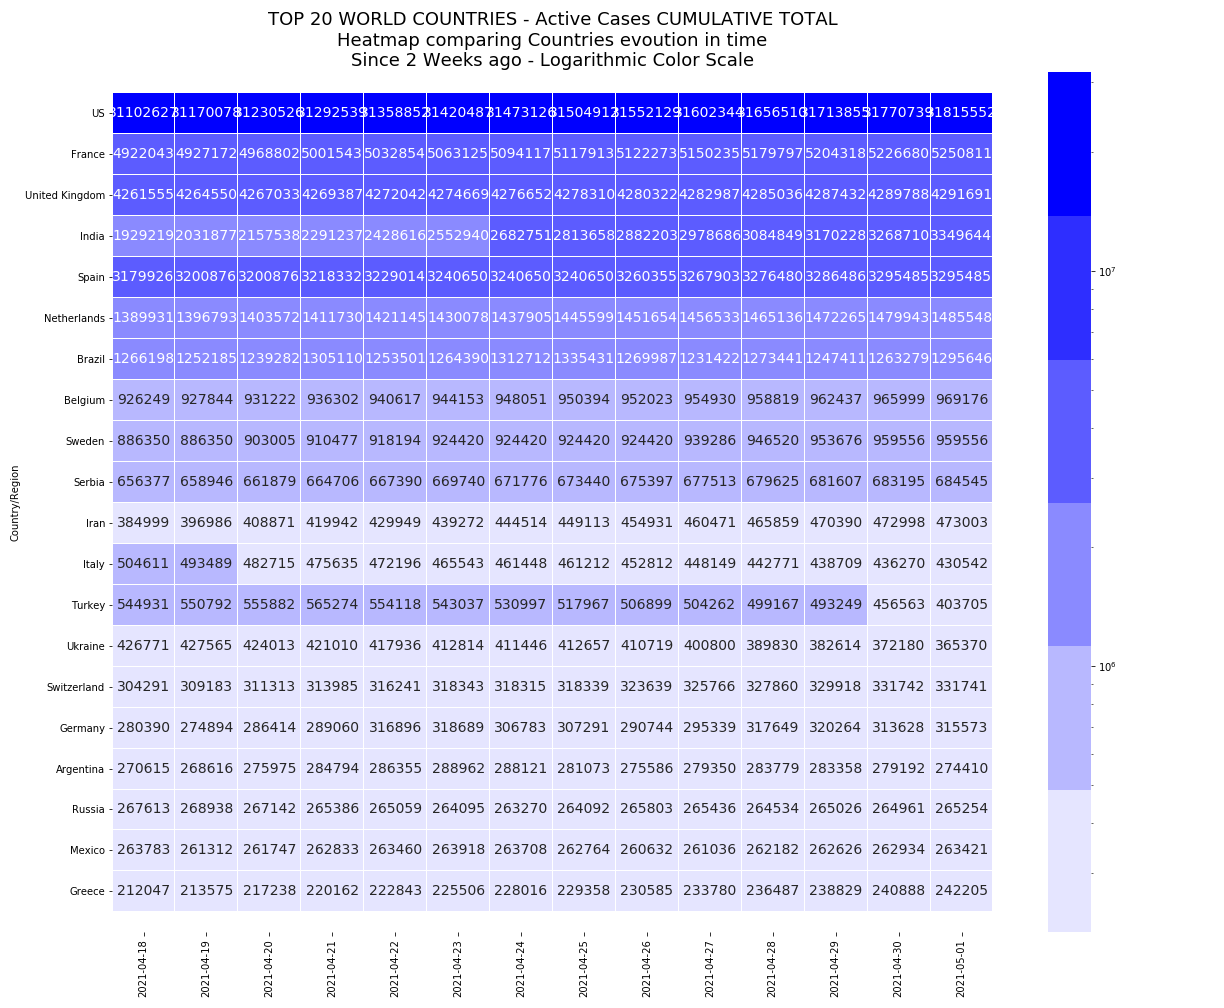 TOP 20 WORLD COUNTRIES - Active Cases CUMULATIVE TOTAL
Heatmap comparing Countries evoution in time
Since 2 Weeks ago - Logarithmic Color Scale
US 31102627 31170078 31230526 31292539 31358852 31420487 31473126 31504912 31552129 31602344 31656510 31713855 31770739 31815552
France 4922043 4927172 4968802 5001543 5032854 5063125 5094117 5117913 5122273 5150235 5179797 5204318 5226680 5250811
United Kingdom 4261555 4264550 4267033 4269387 4272042 4274669 4276652 4278310 4280322 4282987 4285036 4287432 4289788 4291691
India 1929219 2031877 2157538 2291237 2428616 2552940 2682751 2813658 2882203 2978686 3084849 3170228 3268710 3349644
Spain 3179926 3200876 3200876 3218332 3229014 3240650 3240650 3240650 3260355 3267903 3276480 3286486 3295485 3295485
Netherlands 1389931 1396793 1403572 1411730 1421145 1430078 1437905 1445599 1451654 1456533 1465136 1472265 1479943 1485548
Brazil 1266198 1252185 1239282 1305110 1253501 1264390 1312712 1335431 1269987 1231422 1273441 1247411 1263279 1295646
Belgium 926249 927844 931222 936302 940617 944153 948051 950394 952023 954930 958819 962437 965999 969176
Sweden 886350 886350 903005 910477 918194 924420 924420 924420 924420 939286 946520 953676 959556 959556
Serbia 656377 658946 661879 664706 667390 669740 671776 673440 675397 677513 679625 681607 683195 684545
Iran 384999 396986 408871 419942 429949 439272 444514 449113 454931 460471 465859 470390 472998 473003
Italy 504611 493489 482715 475635 472196 465543 461448 461212 452812 448149 442771 438709 436270 430542
Turkey 544931 550792 555882 565274 554118 543037 530997 517967 506899 504262 499167 493249 456563 403705
Ukraine 426771 427565 424013 421010 417936 412814 411446 412657 410719 400800 389830 382614 372180 365370
Switzerland 304291 309183 311313 313985 316241 318343 318315 318339 323639 325766 327860 329918 331742 331741
Germany 280390 274894 286414 289060 316896 318689 306783 307291 290744 295339 317649 320264 313628 315573
Argentina 270615 268616 275975 284794 286355 288962 288121 281073 275586 279350 283779 283358 279192 274410
Russia 267613 268938 267142 265386 265059 264095 263270 264092 265803 265436 264534 265026 264961 265254
Mexico 263783 261312 261747 262833 263460 263918 263708 262764 260632 261036 262182 262626 262934 263421
Greece 212047 213575 217238 220162 222843 225506 228016 229358 230585 233780 236487 238829 240888 242205
2021-04-18 2021-04-19 2021-04-20 2021-04-21 2021-04-22 2021-04-23 2021-04-24 2021-04-25 2021-04-26 2021-04-27 2021-04-28 2021-04-29 2021-04-30 2021-05-01
Country/Region
10⁷
10⁶